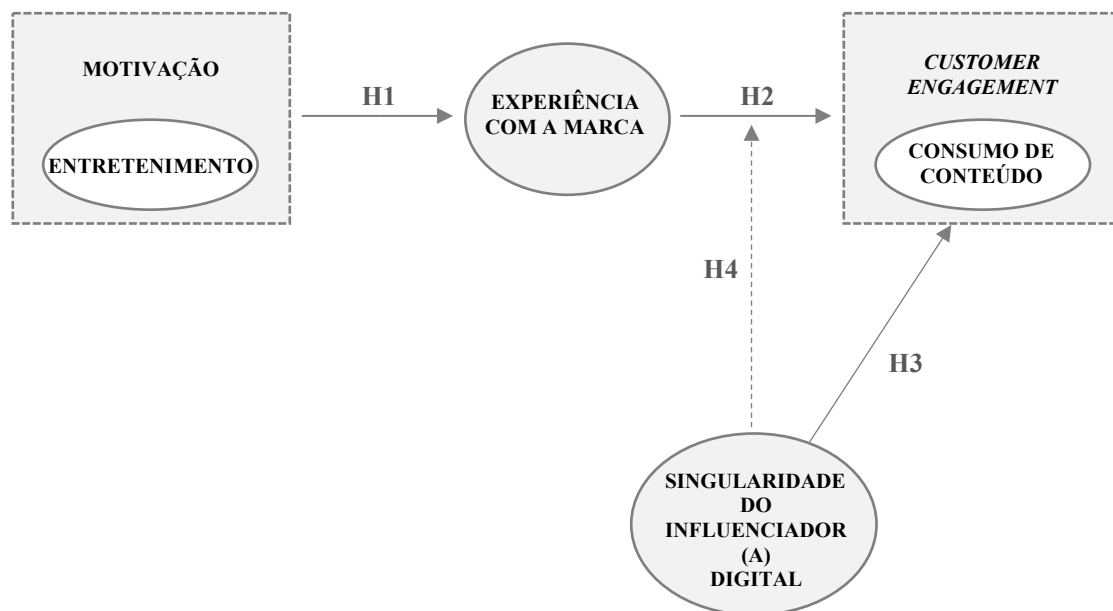 MOTIVAÇÃO
ENTRETENIMENTO
H1
EXPERIÊNCIA
COM A MARCA
H2
CUSTOMER
ENGAGEMENT
CONSUMO DE
CONTEÚDO
H4
H3
SINGULARIDADE
DO
INFLUENCIADOR
(A)
DIGITAL